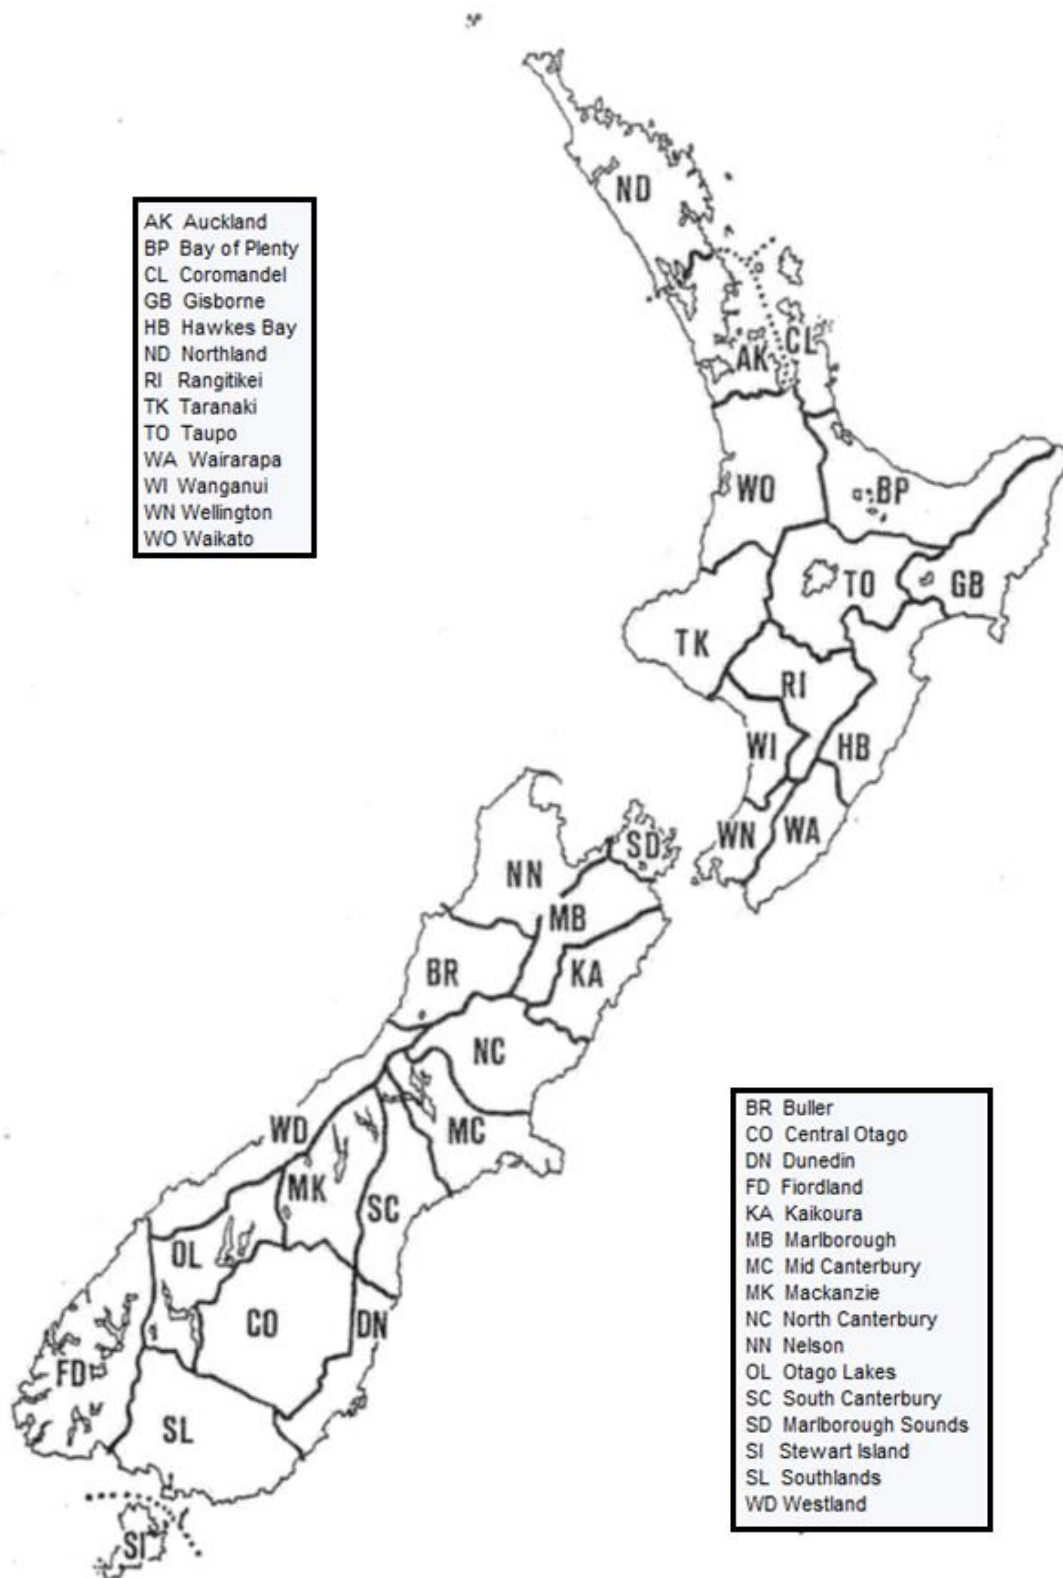 ND
AK Auckland
BP Bay of Plenty
CL Coromandel
GB Gisborne
HB Hawkes Bay
ND Northland
RI Rangitikei
TK Taranaki
TO Taupo
WA Wairarapa
WI Wanganui
WN Wellington
WO Waikato
CL
AK
WO
BP
TO
GB
TK
RI
WI
HB
WN
WA
SD
NN
MB
BR
KA
NC
WD
MC
MK
SC
OL
CO
DN
FD
SL
SI
BR Buller
CO Central Otago
DN Dunedin
FD Fiordland
KA Kaikoura
MB Marlborough
MC Mid Canterbury
MK Mackanzie
NC North Canterbury
NN Nelson
OL Otago Lakes
SC South Canterbury
SD Marlborough Sounds
SI Stewart Island
SL Southlands
WD Westland